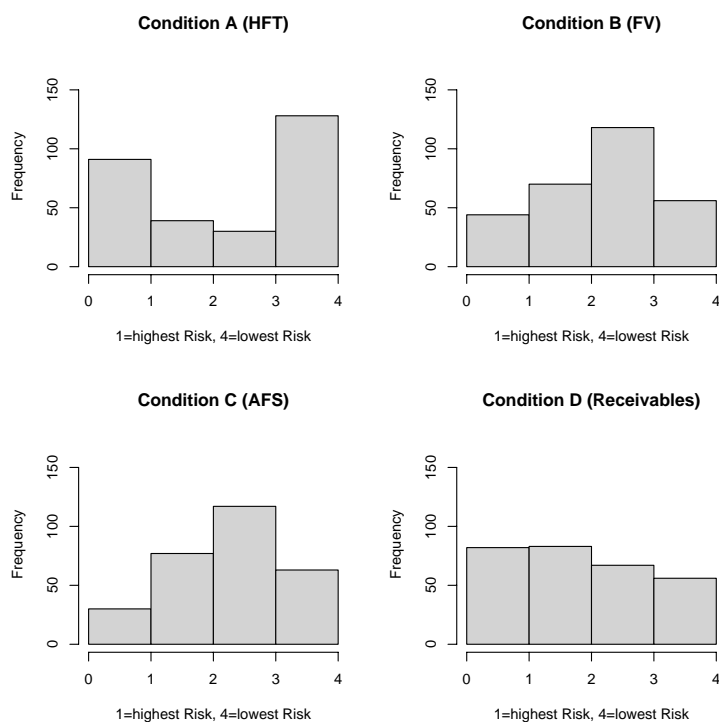 Condition A (HFT)
Frequency
150
100
50
0
0 1 2 3 4
1=highest Risk, 4=lowest Risk
Condition B (FV)
Frequency
150
100
50
0
0 1 2 3 4
1=highest Risk, 4=lowest Risk
Condition C (AFS)
Frequency
150
100
50
0
0 1 2 3 4
1=highest Risk, 4=lowest Risk
Condition D (Receivables)
Frequency
150
100
50
0
0 1 2 3 4
1=highest Risk, 4=lowest Risk